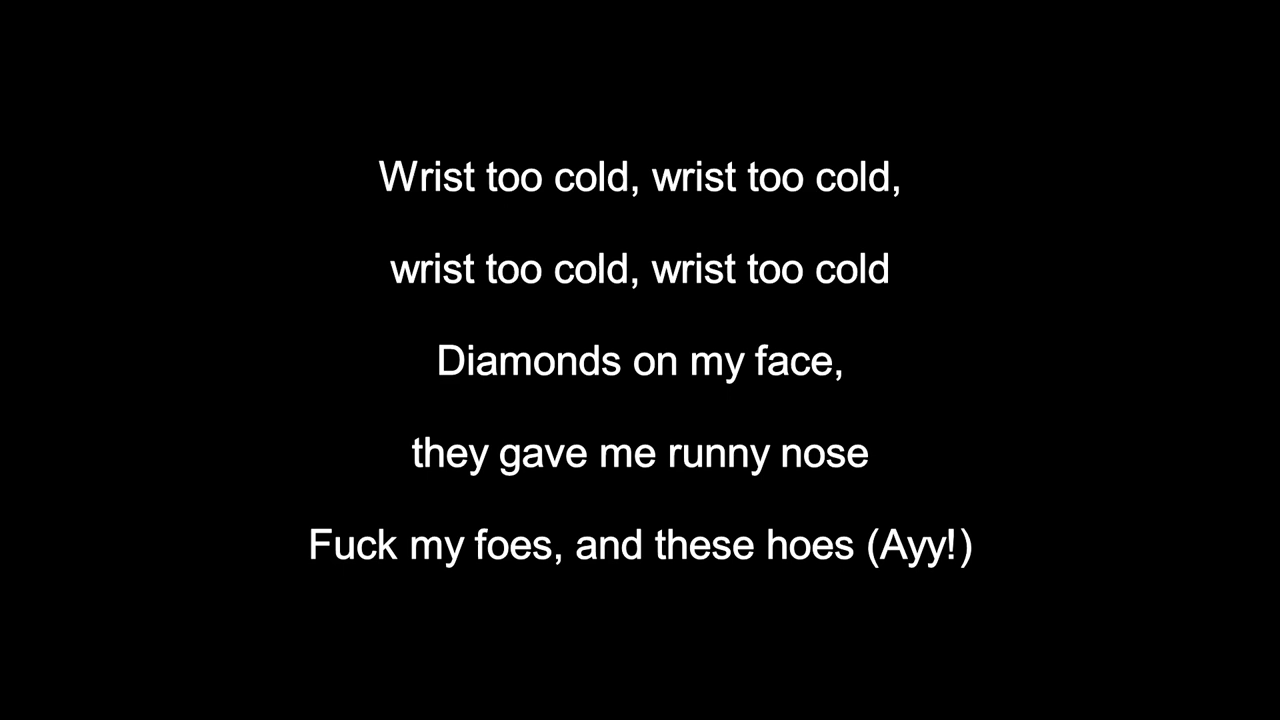 Wrist too cold, wrist too cold,
wrist too cold, wrist too cold
Diamonds on my face,
they gave me runny nose
Fuck my foes, and these hoes (Ayy!)